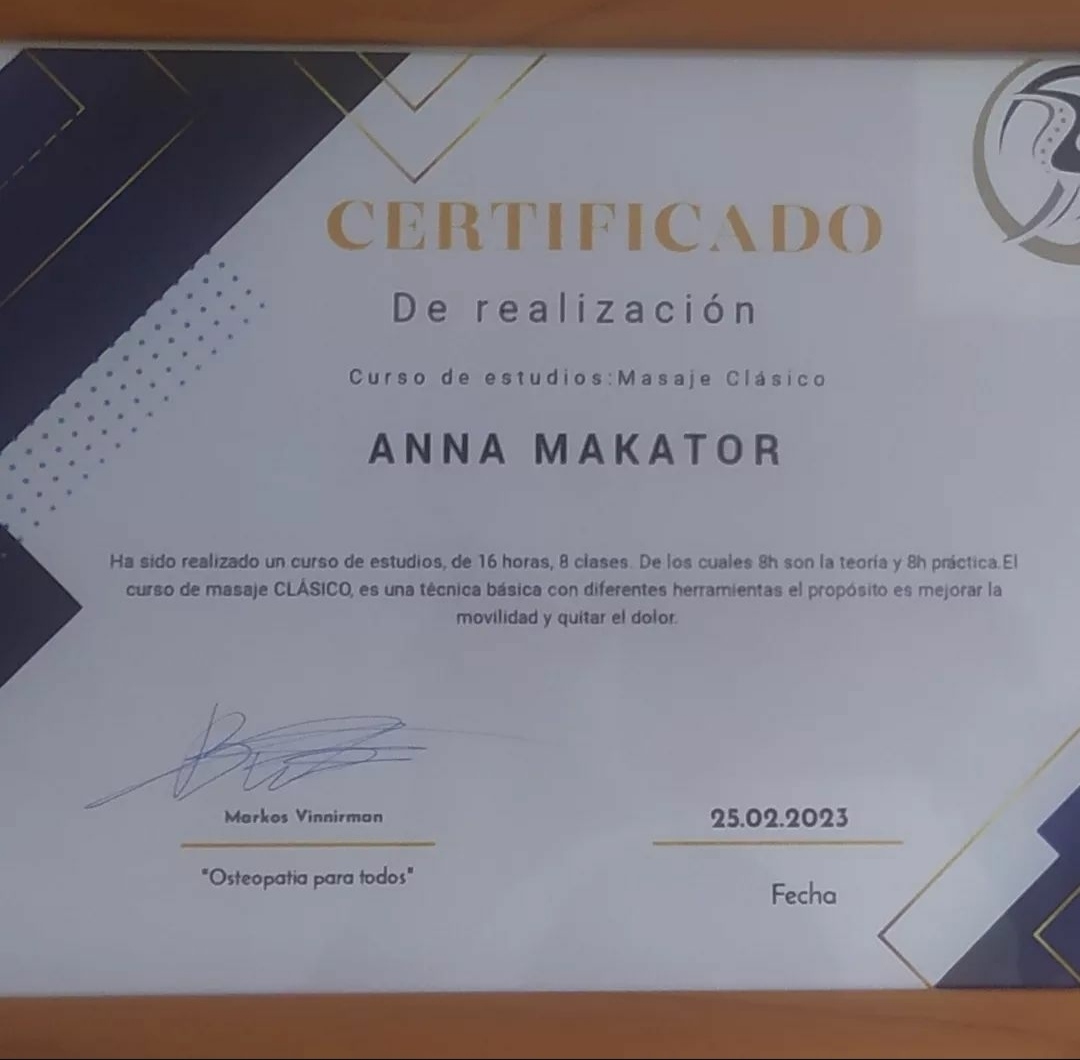 CERTIFICADO
De realización
Curso de estudios:Masaje Clásico
ANNA MAKATOR
Ha sido realizado un curso de estudios, de 16 horas, 8 clases. De los cuales 8h son la teoría y 8h práctica.El
curso de masaje CLÁSICO, es una técnica básica con diferentes herramientas el propósito es mejorar la
movilidad y quitar el dolor.
Markos Vinnirman
"Osteopatia para todos"
25.02.2023
Fecha